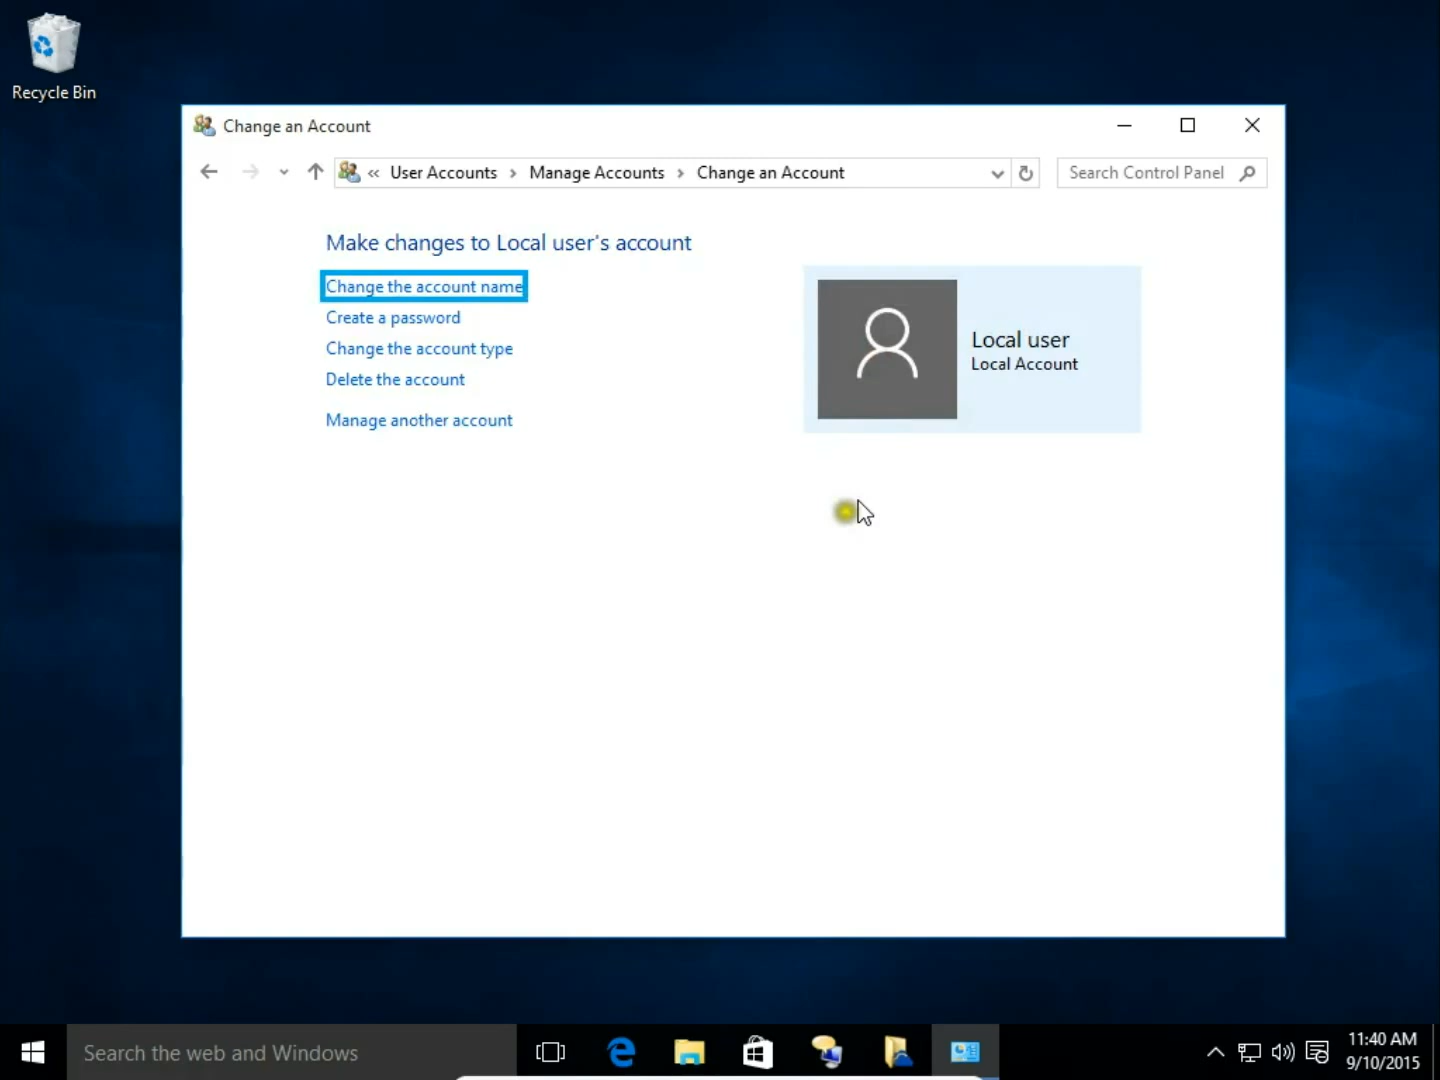 Recycle Bin
Change an Account
« User Accounts › Manage Accounts › Change an Account
Search Control Panel
Make changes to Local user's account
Change the account name
Create a password
Change the account type
Delete the account
Manage another account
Local user
Local Account
Search the web and Windows
11:40 AM
9/10/2015